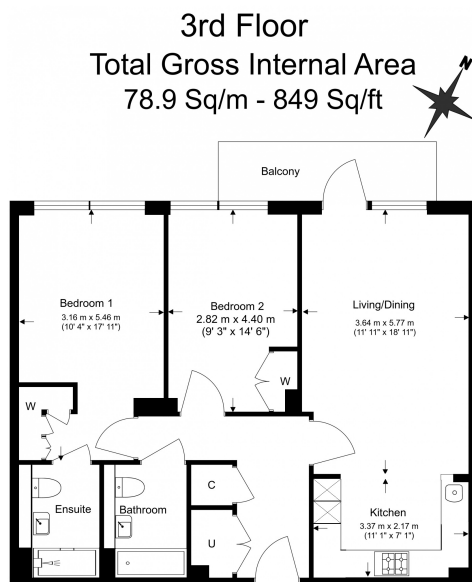 3rd Floor
Total Gross Internal Area
78.9 Sq/m - 849 Sq/ft
N
Balcony
Bedroom 1
3.16 m x 5.46 m
(10' 4" x 17' 11")
Bedroom 2
2.82 m x 4.40 m
(9' 3" x 14' 6")
Living/Dining
3.64 m x 5.77 m
(11' 11" x 18' 11")
W
W
C
U
Ensuite
Bathroom
Kitchen
3.37 m x 2.17 m
(11' 1" x 7' 1")